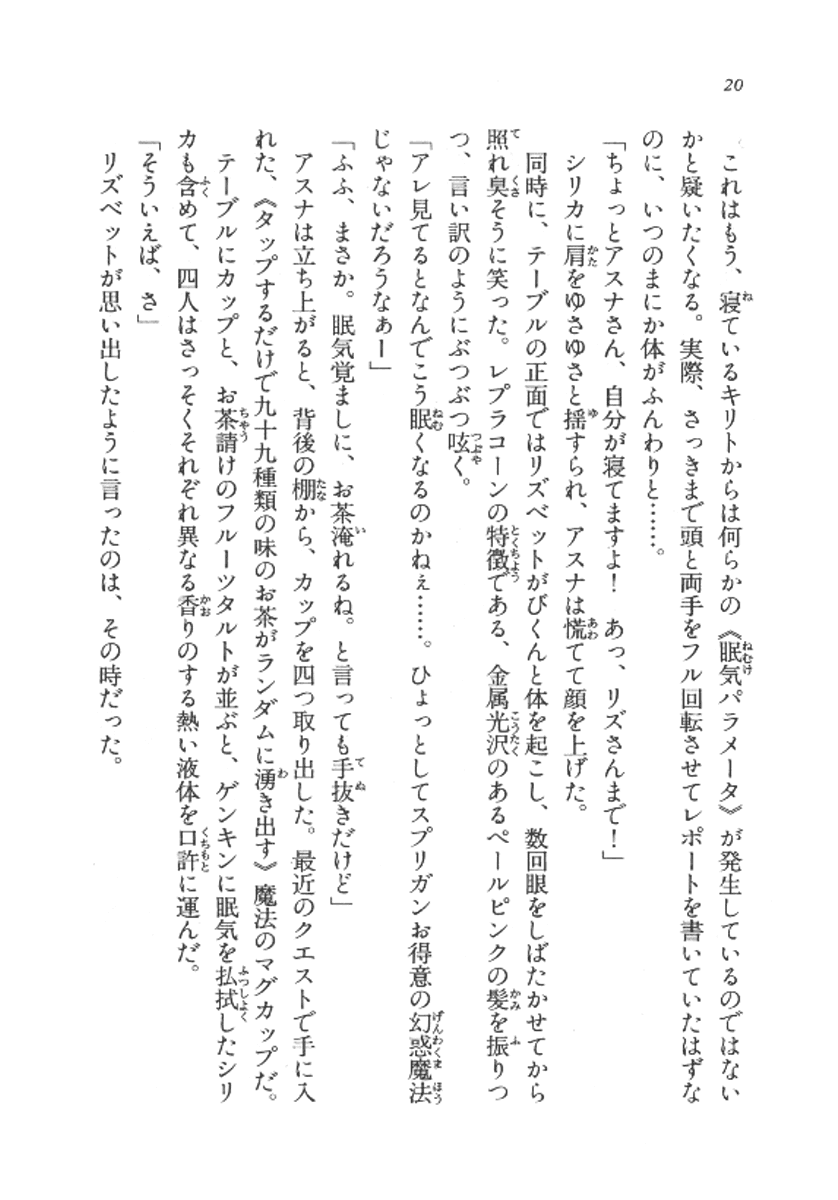 20
これはもう、寝ているキリトからは何らかの《眠気パラメータ》が発生しているのではない
かと疑いたくなる。実際、さっきまで頭と両手をフル回転させてレポートを書いていたはずな
のに、いつのまにか体がふんわりと……。
「ちょっとアスナさん、自分が寝てますよ！　あっ、リズさんまで！」
シリカに肩をゆさゆさと揺すられ、アスナは慌てて顔を上げた。
同時に、テーブルの正面ではリズベットがびくんと体を起こし、数回眼をしばたかせてから
照れ臭そうに笑った。レプラコーンの特徴である、金属光沢のあるペールピンクの髪を振りつ
つ、言い訳のようにぶつぶつ呟く。
「アレ見てるとなんでこう眠くなるのかねぇ……。ひょっとしてスプリガンお得意の幻惑魔法
じゃないだろうなぁー」
「ふふ、まさか。眠気覚ましに、お茶淹れるね。と言っても手抜きだけど」
アスナは立ち上がると、背後の棚から、カップを四つ取り出した。最近のクエストで手に入
れた、《タップするだけで九十九種類の味のお茶がランダムに湧き出す》魔法のマグカップだ。
テーブルにカップと、お茶請けのフルーツタルトが並ぶと、ゲンキンに眠気を払拭したシリ
カも含めて、四人はさっそくそれぞれ異なる香りのする熱い液体を口許に運んだ。
「そういえば、さ」
リズベットが思い出したように言ったのは、その時だった。